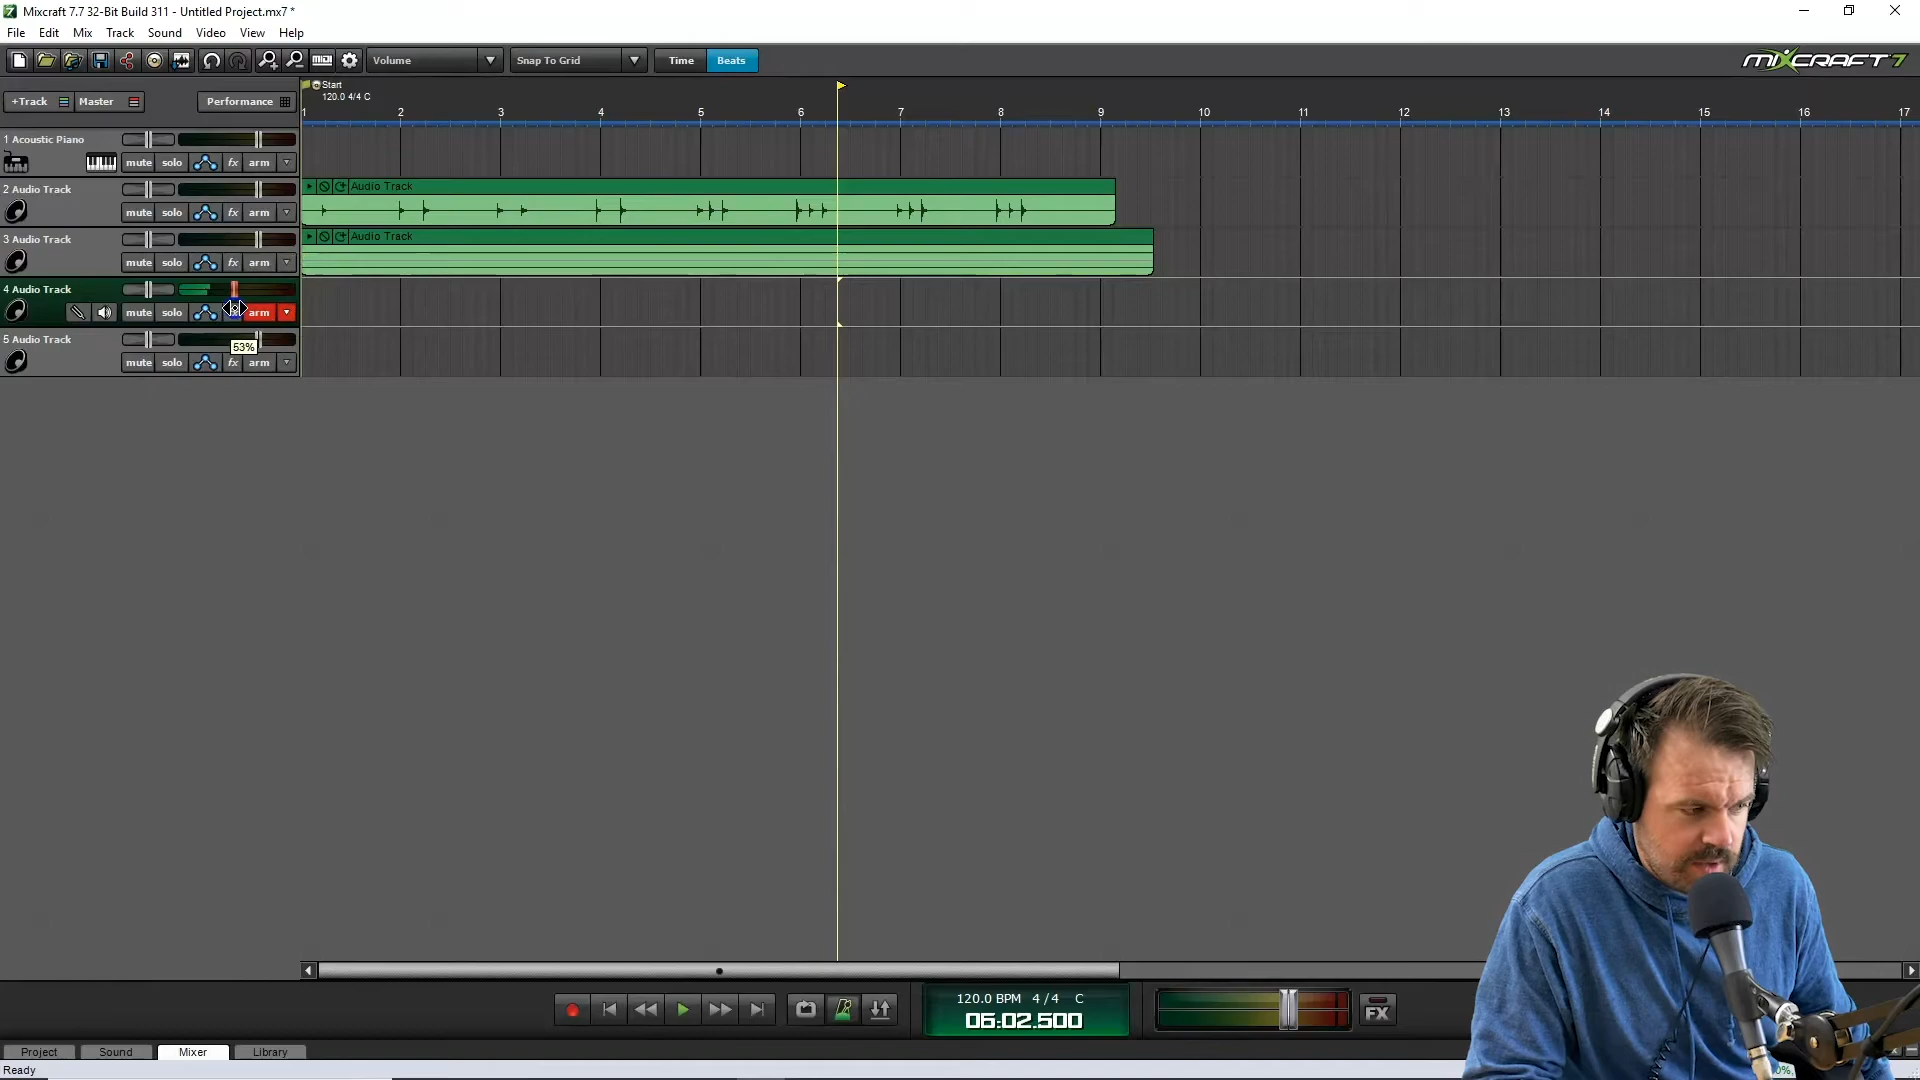 Mixcraft 7.7 32-Bit Build 311 - Untitled Project.mx7 *
File Edit Mix Track Sound Video View Help
Volume Snap To Grid Time Beats MIXCRAFT 7
+Track Master Performance
Start
120.0 4/4 C
1 2 3 4 5 6 7 8 9 10 11 12 13 14 15 16 17
1 Acoustic Piano
mute solo fx arm
2 Audio Track
mute solo fx arm
Audio Track
3 Audio Track
mute solo fx arm
Audio Track
4 Audio Track
mute solo arm
5 Audio Track
53%
mute solo fx arm
120.0 BPM 4/4 C
06:02.500
FX
Project Sound Mixer Library
Ready